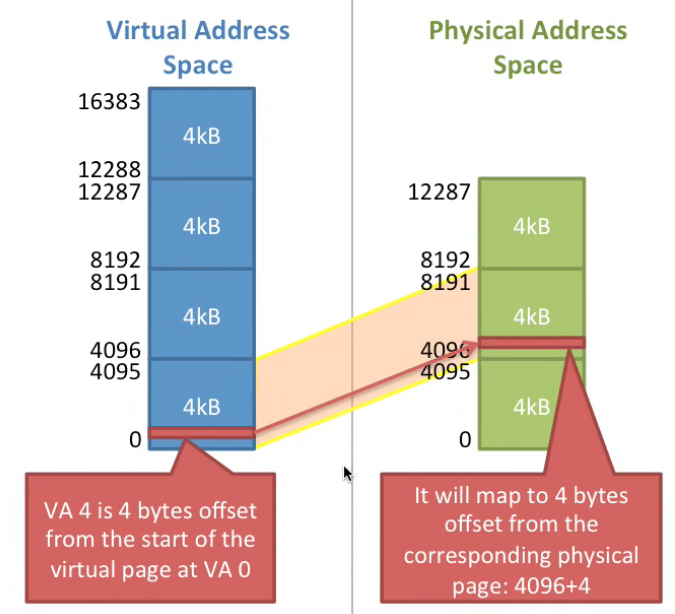 Virtual Address
Space
16383
4kB
12288
12287
4kB
8192
8191
4kB
4096
4095
4kB
0
VA 4 is 4 bytes offset
from the start of the
virtual page at VA 0
Physical Address
Space
12287
4kB
8192
8191
4kB
4096
4095
4kB
0
It will map to 4 bytes
offset from the
corresponding physical
page: 4096+4